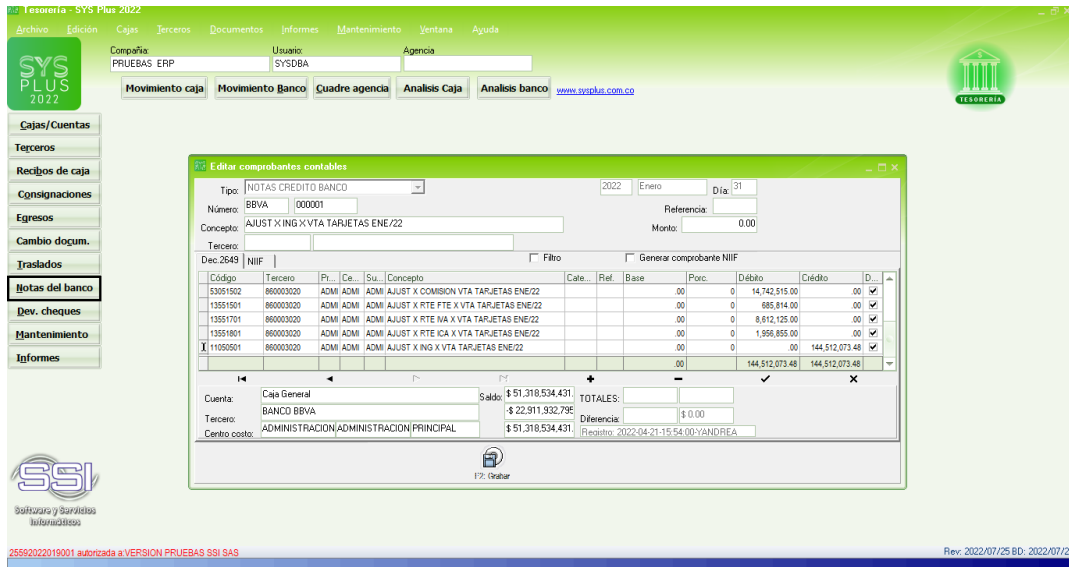 Tesorería - SYS Plus 2022
Archivo Edición Cajas Terceros Documentos Informes Mantenimiento Ventana Ayuda
SYS PLUS 2022
Compañia: Usuario: Agencia
PRUEBAS ERP SYSDBA
Movimiento caja Movimiento Banco Cuadre agencia Analisis Caja Analisis banco www.sysplus.com.co
TESORERÍA
Cajas/Cuentas
Terceros
Recibos de caja
Consignaciones
Egresos
Cambio docum.
Traslados
Notas del banco
Dev. cheques
Mantenimiento
Informes
Editar comprobantes contables
Tipo: NOTAS CREDITO BANCO 2022 Enero Día: 31
Número: BBVA 000001 Referencia:
Concepto: AJUST X ING X VTA TARJETAS ENE/22 Monto: 0.00
Tercero:
Dec.2649 NIIF Filtro Generar comprobante NIIF
Código Tercero Pr... Ce... Su... Concepto Cate... Ref. Base Porc. Débito Crédito D...
53051502 860003020 ADMI ADMI ADMI AJUST X COMISION VTA TARJETAS ENE/22 .00 0 14,742,515.00 .00
13551501 860003020 ADMI ADMI ADMI AJUST X RTE FTE X VTA TARJETAS ENE/22 .00 0 685,814.00 .00
13551701 860003020 ADMI ADMI ADMI AJUST X RTE IVA X VTA TARJETAS ENE/22 .00 0 8,612,125.00 .00
13551801 860003020 ADMI ADMI ADMI AJUST X RTE ICA X VTA TARJETAS ENE/22 .00 0 1,956,855.00 .00
11050501 860003020 ADMI ADMI ADMI AJUST X ING X VTA TARJETAS ENE/22 .00 0 .00 144,512,073.48
.00 144,512,073.48 144,512,073.48
Cuenta: Caja General Saldo: $ 51,318,534,431. TOTALES:
Tercero: BANCO BBVA -$ 22,911,932,795 Diferencia: $ 0.00
Centro costo: ADMINISTRACION ADMINISTRACION PRINCIPAL $ 51,318,534,431. Registro: 2022-04-21-15:54:00-YANDREA
F2: Grabar
SSI
Software y Servicios
Informáticos
25592022019001 autorizada a:VERSION PRUEBAS SSI SAS Rev: 2022/07/25 BD: 2022/07/2